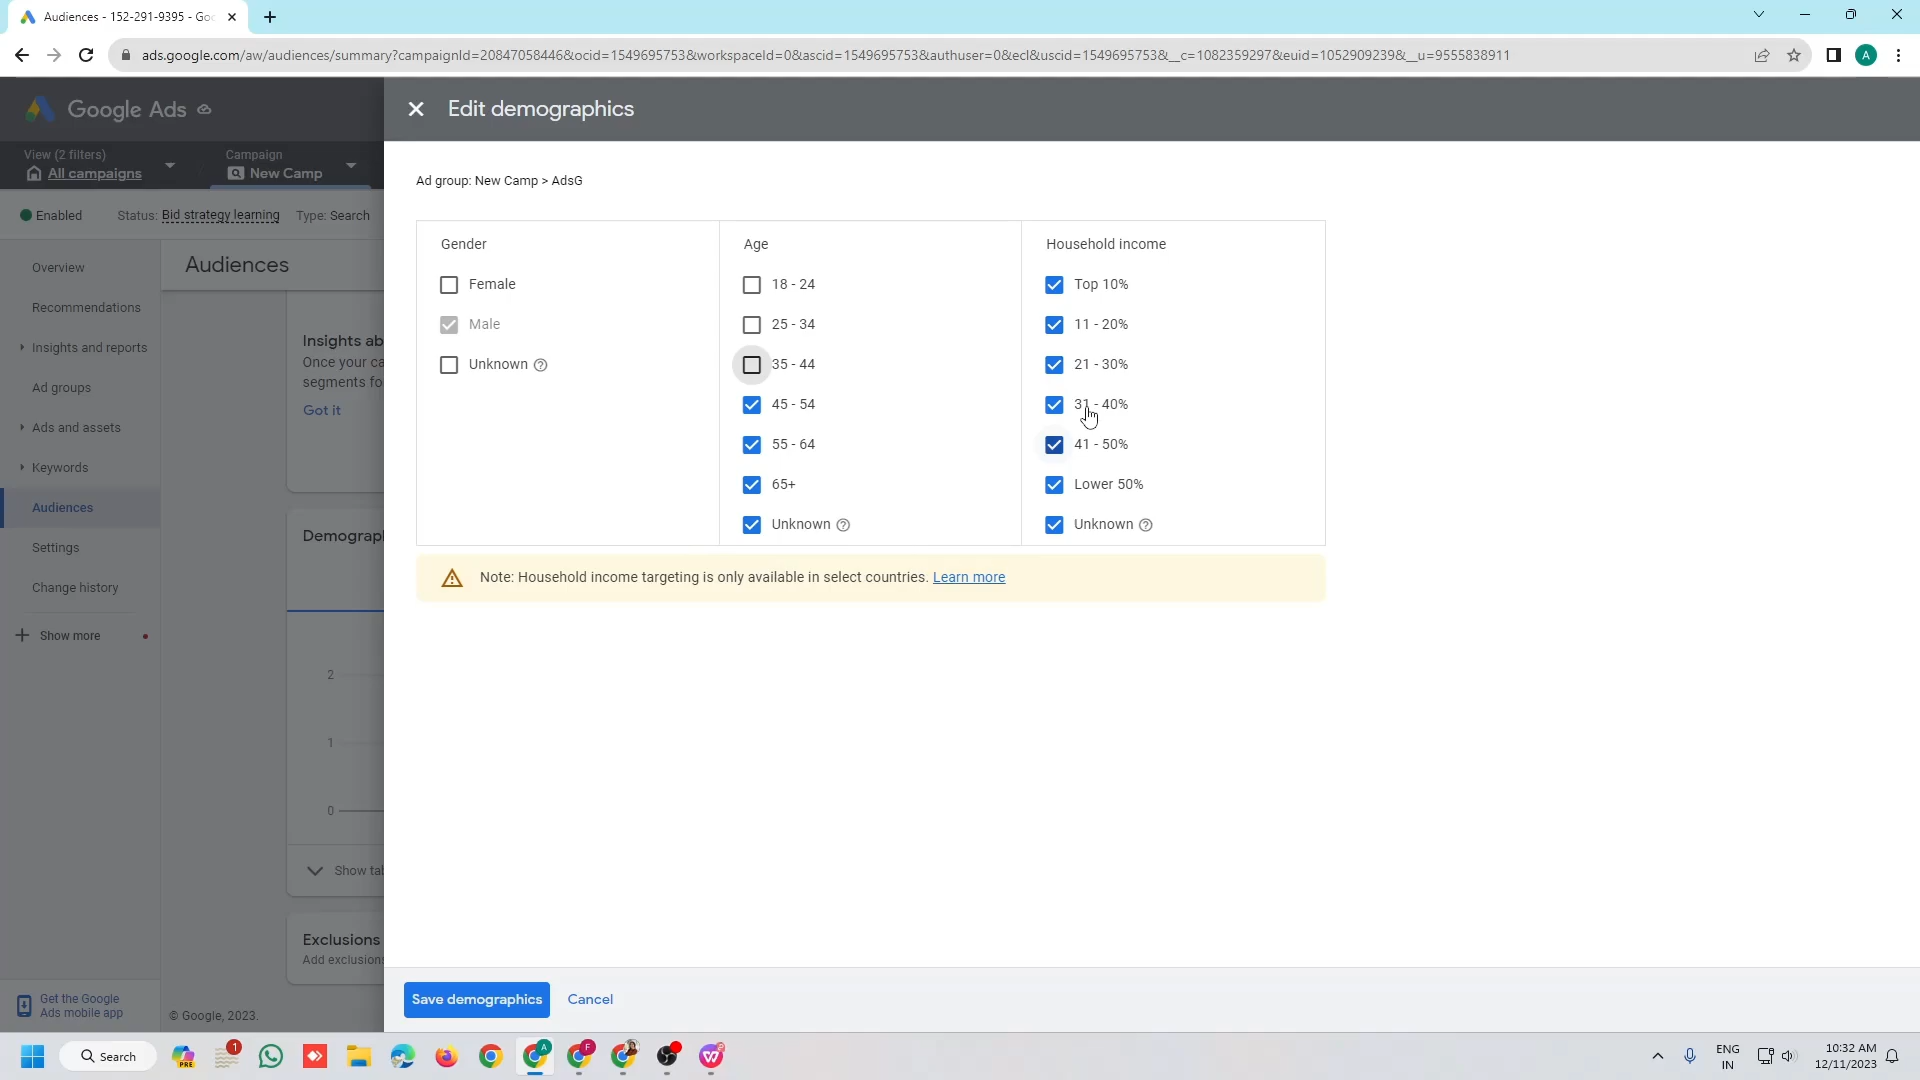 Audiences - 152-291-9395 - Goo
ads.google.com/aw/audiences/summary?campaignId=20847058446&ocid=1549695753&workspaceId=0&ascid=1549695753&authuser=0&ecl&uscid=1549695753&__c=1082359297&euid=1052909239&__u=9555838911
A
Google Ads
Edit demographics
View (2 filters)
All campaigns
Campaign
New Camp
Enabled
Status: Bid strategy learning
Type: Search
Overview
Recommendations
Insights and reports
Ad groups
Ads and assets
Keywords
Audiences
Settings
Change history
Show more
Get the Google
Ads mobile app
Audiences
Insights ab
Once your ca
segments fo
Got it
Demograph
2
1
0
Show tab
Exclusions
Add exclusions
© Google, 2023.
Ad group: New Camp > AdsG
Gender
Female
Male
Unknown
Age
18 - 24
25 - 34
35 - 44
45 - 54
55 - 64
65+
Unknown
Household income
Top 10%
11 - 20%
21 - 30%
31 - 40%
41 - 50%
Lower 50%
Unknown
Note: Household income targeting is only available in select countries. Learn more
Save demographics
Cancel
Search
PRE
1
A
F
ENG
IN
10:32 AM
12/11/2023